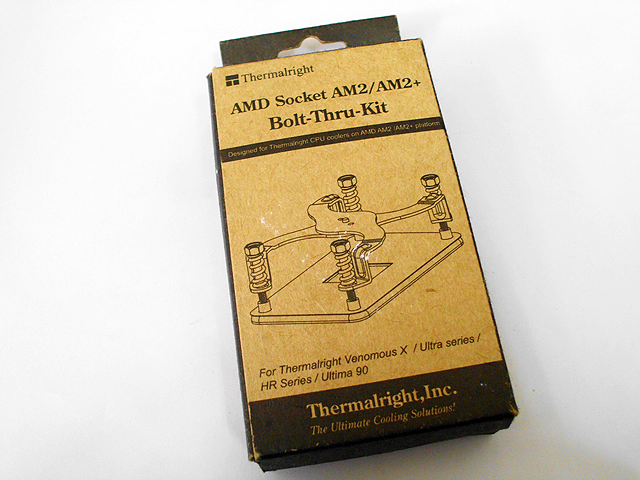 Thermalright
AMD Socket AM2/AM2+
Bolt-Thru-Kit
Designed for Thermalright CPU coolers on AMD AM2 /AM2+ platform
For Thermalright Venomous X / Ultra series /
HR Series / Ultima 90
Thermalright,Inc.
The Ultimate Cooling Solutions!